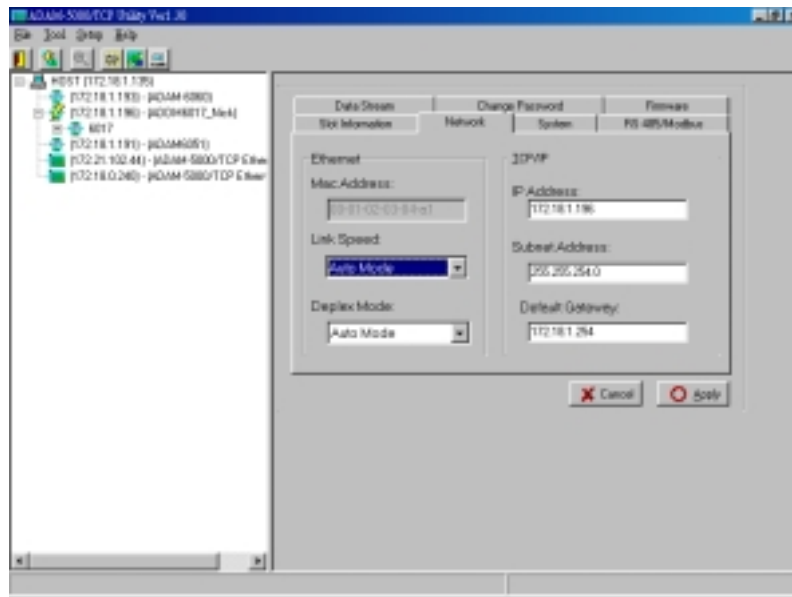 ADAM-5000/TCP Utility Ver1.30
File Tool Setup Help
HOST (172.18.1.135)
(172.18.1.193) - (ADAM-6060)
(172.18.1.196) -
6017
(172.18.1.191) - (ADAM6051)
(172.21.102.44) - (ADAM-5000/TCP Ether
(172.18.0.248) - (ADAM-5000/TCP Ether
Data Stream Change Password Firmware
Slot Information Network System RS-485/Modbus
Ethernet
Mac Address:
Link Speed:
Auto Mode
Deplex Mode:
Auto Mode
TCP/IP
IP Address:
172.18.1.196
Subnet Address:
255.255.254.0
Default Gateway:
172.18.1.254
Cancel Apply